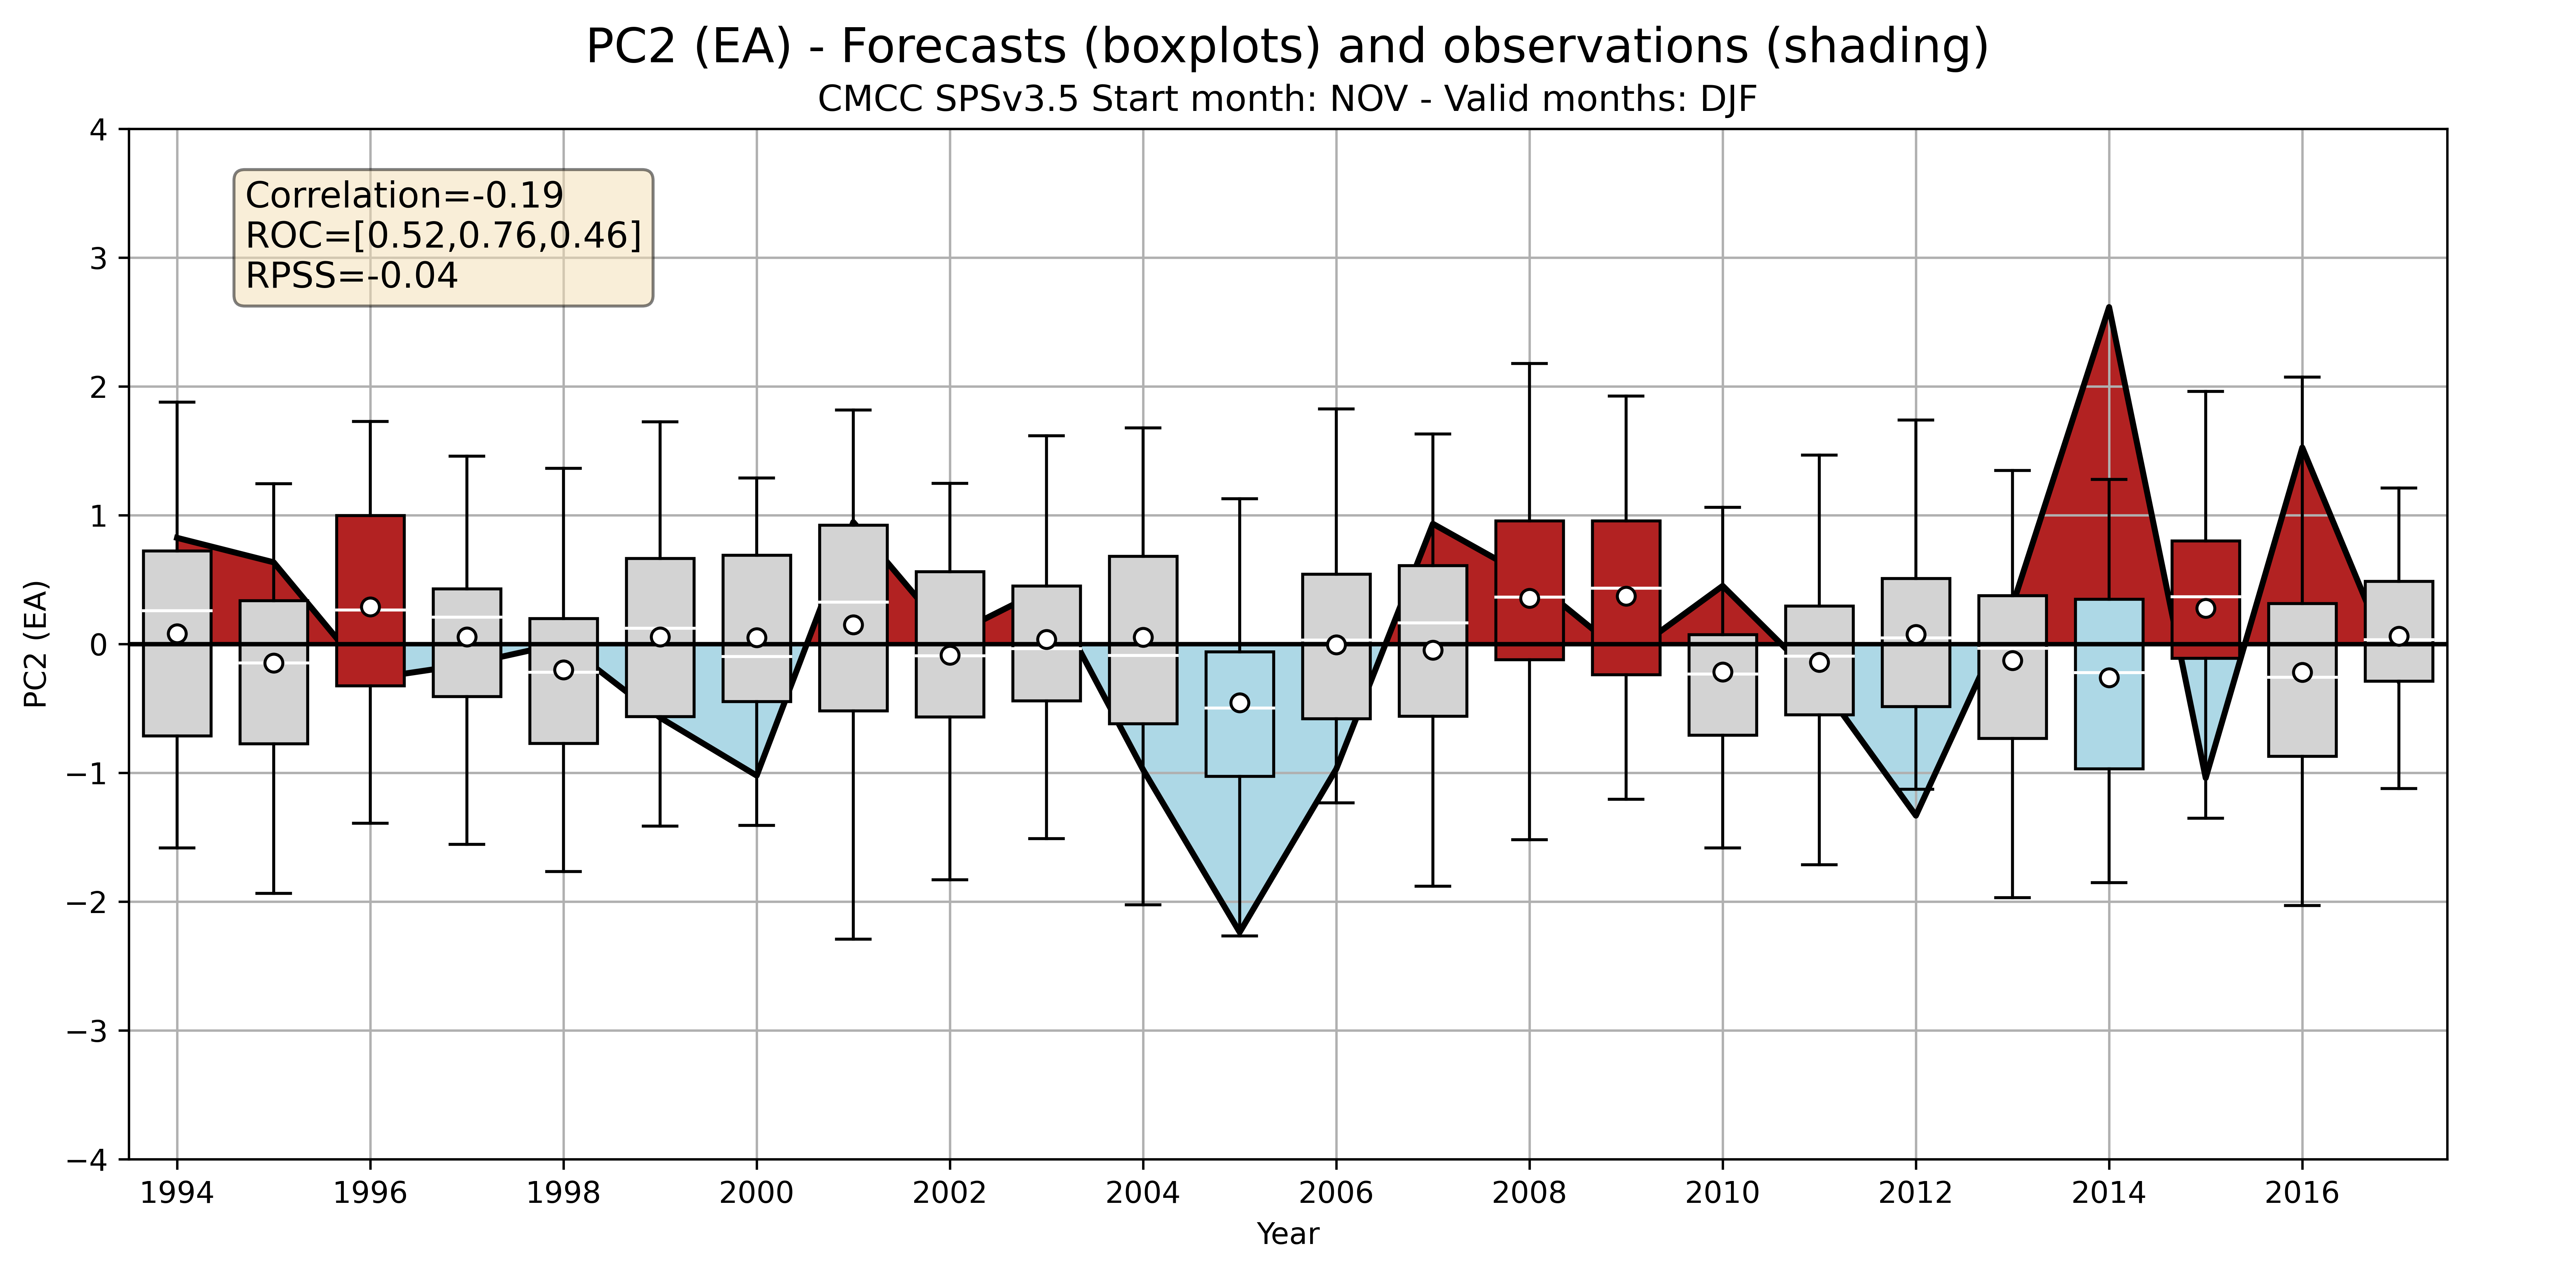 PC2 (EA) - Forecasts (boxplots) and observations (shading)
CMCC SPSv3.5 Start month: NOV - Valid months: DJF
Correlation=-0.19
ROC=[0.52,0.76,0.46]
RPSS=-0.04
PC2 (EA)
4
3
2
1
0
−1
−2
−3
−4
1994 1996 1998 2000 2002 2004 2006 2008 2010 2012 2014 2016
Year